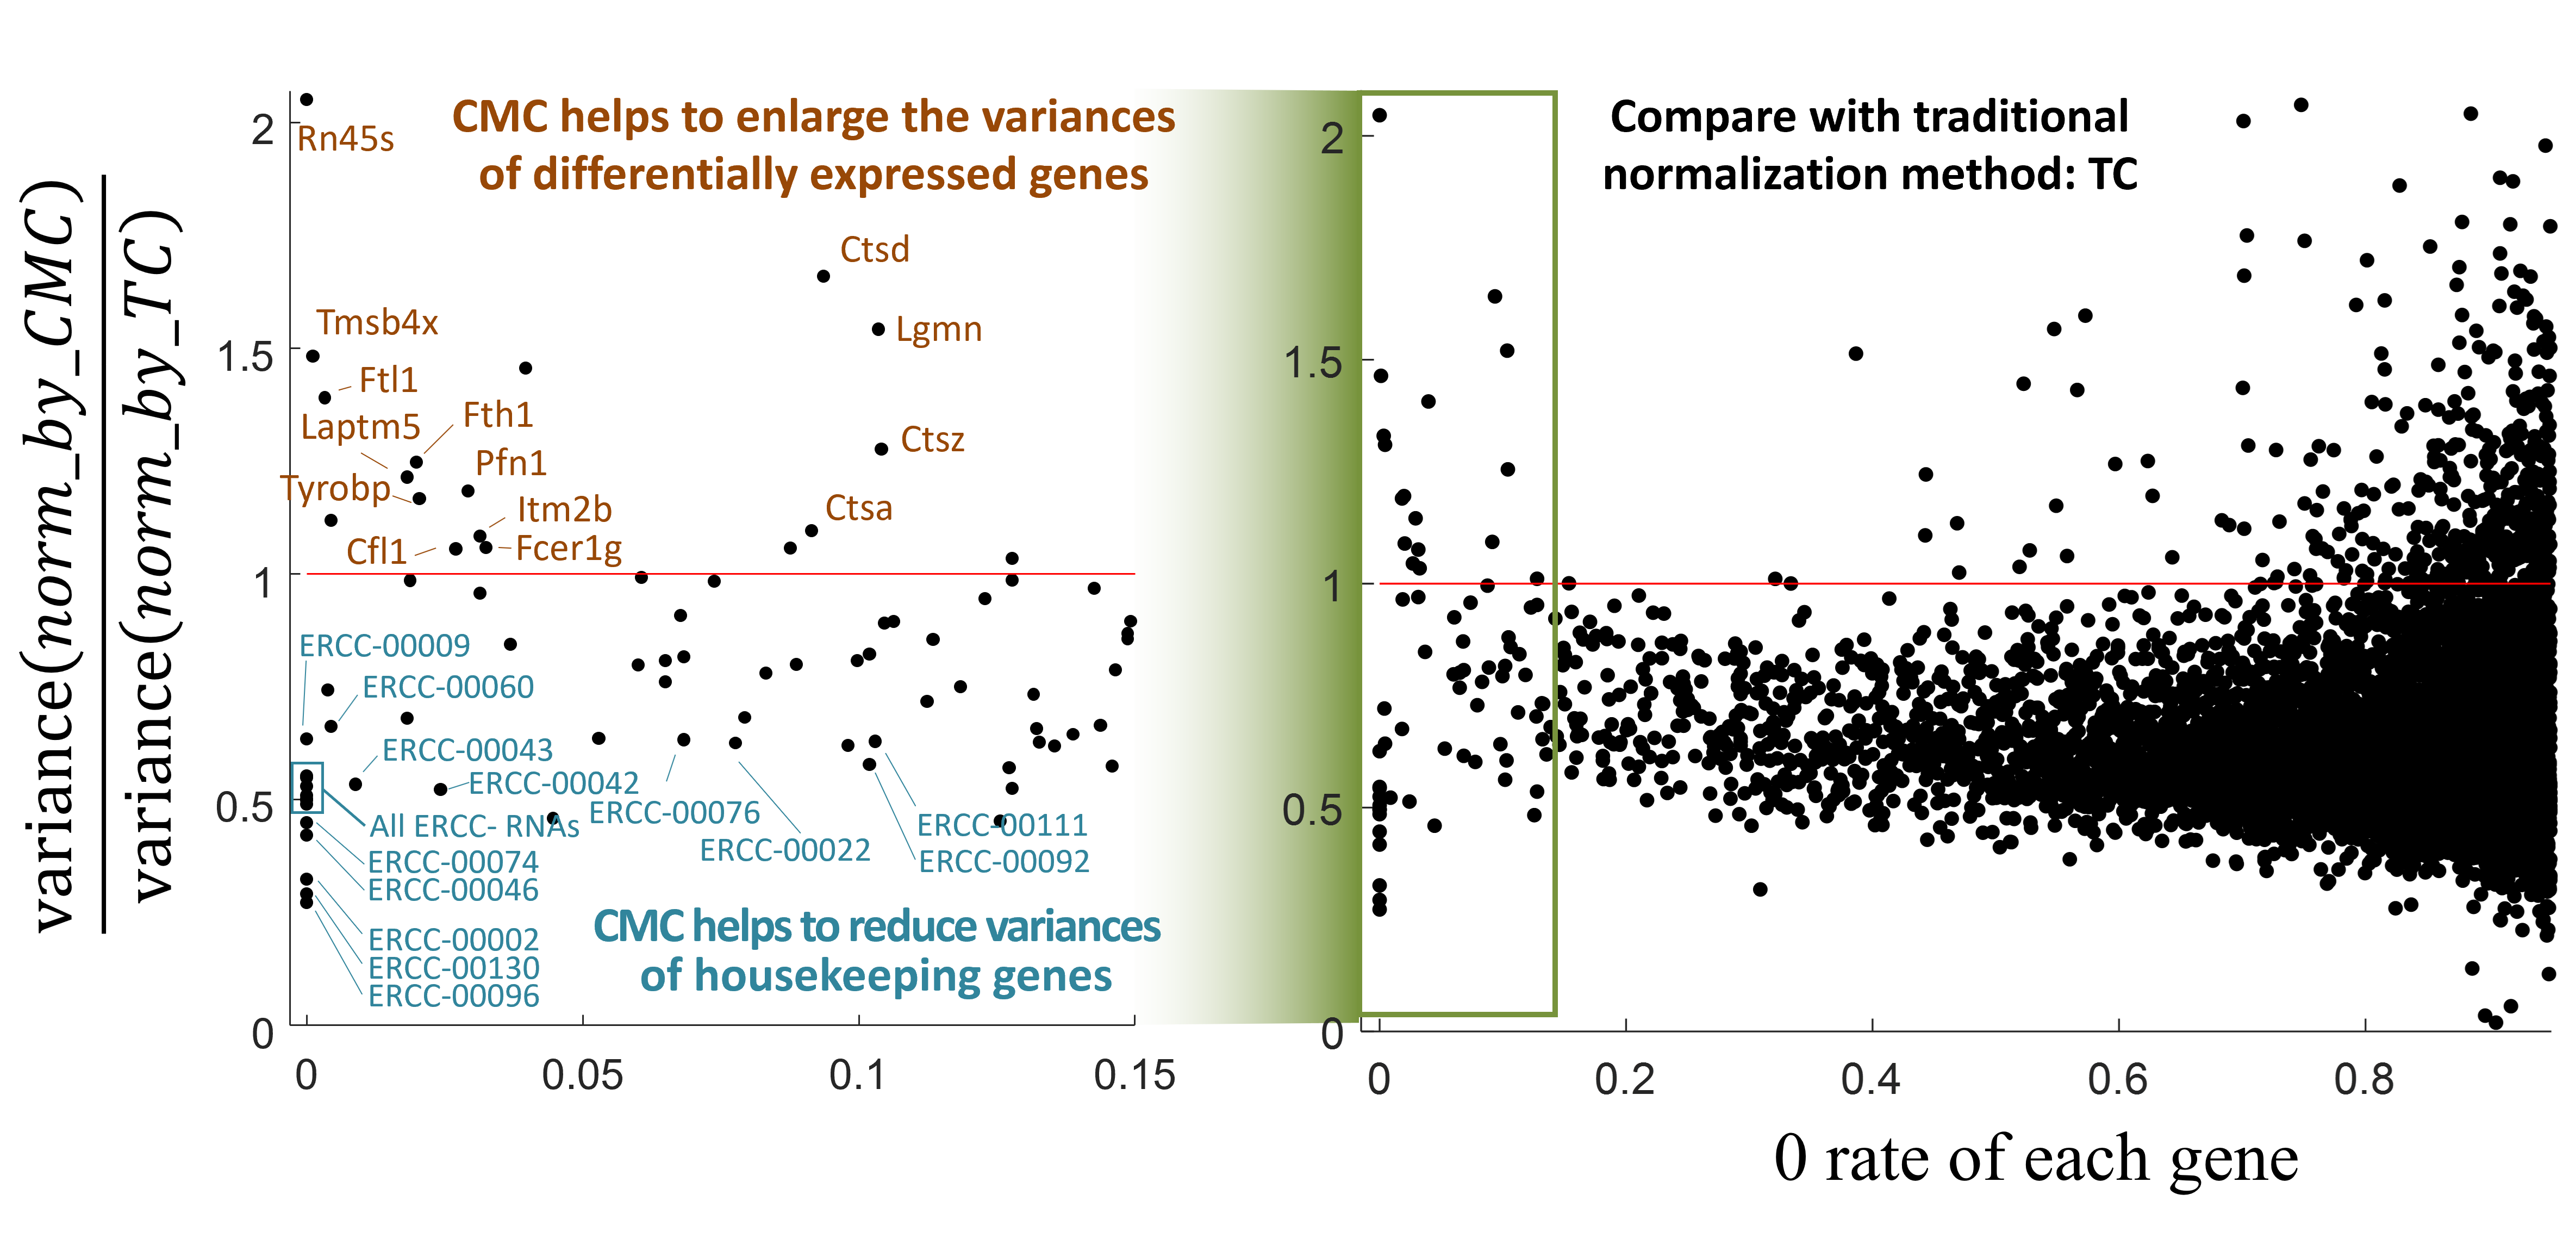 variance(norm_by_CMC)
variance(norm_by_TC)
CMC helps to enlarge the variances
of differentially expressed genes
2
1.5
1
0.5
0
Rn45s
Ctsd
Tmsb4x
Lgmn
Ftl1
Fth1
Laptm5
Ctsz
Pfn1
Tyrobp
Itm2b
Ctsa
Cfl1
Fcer1g
ERCC-00009
ERCC-00060
ERCC-00043
ERCC-00042
ERCC-00076
All ERCC- RNAs
ERCC-00111
ERCC-00022
ERCC-00074
ERCC-00092
ERCC-00046
ERCC-00002
ERCC-00130
ERCC-00096
CMC helps to reduce variances
of housekeeping genes
0 0.05 0.1 0.15
Compare with traditional
normalization method: TC
2
1.5
1
0.5
0
0 0.2 0.4 0.6 0.8
0 rate of each gene